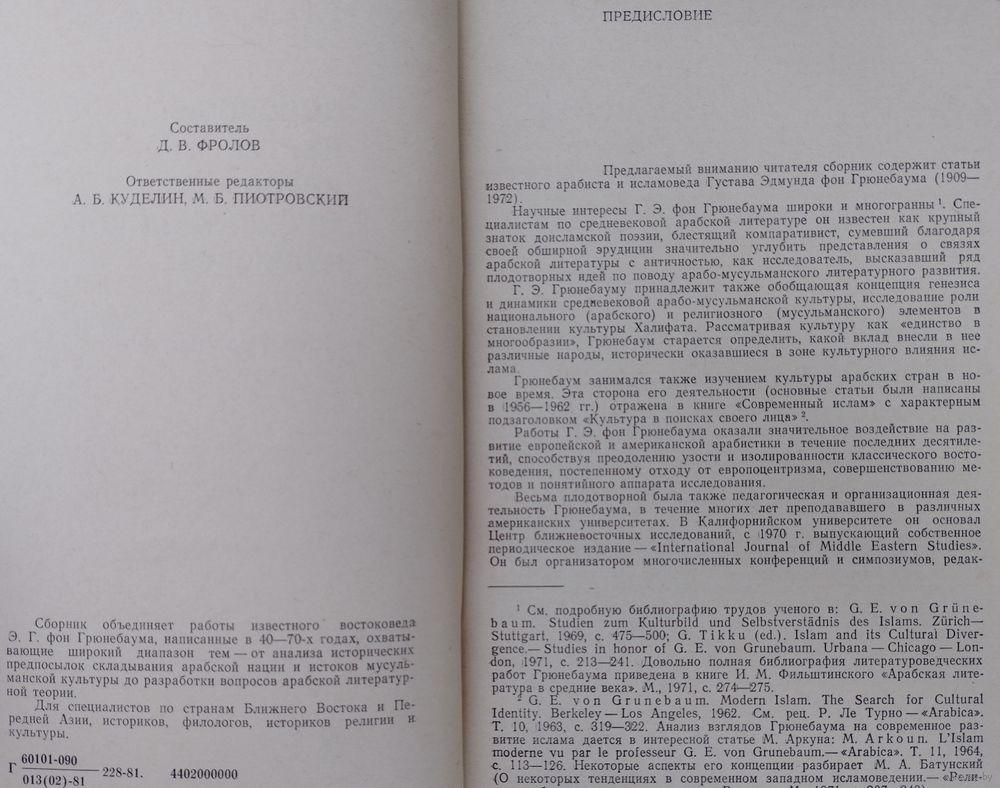 Составитель
Д. В. ФРОЛОВ
Ответственные редакторы
А. Б. КУДЕЛИН, М. Б. ПИОТРОВСКИЙ
Сборник объединяет работы известного востоковеда
Э. Г. фон Грюнебаума, написанные в 40—70-х годах, охваты-
вающие широкий диапазон тем — от анализа исторических
предпосылок складывания арабской нации и истоков мусуль-
манской культуры до разработки вопросов арабской литератур-
ной теории.
Для специалистов по странам Ближнего Востока и Пе-
редней Азии, историков, филологов, историков религии и
культуры.
Г 60101-090
013(02)-81 228-81. 4402000000
ПРЕДИСЛОВИЕ
Предлагаемый вниманию читателя сборник содержит статьи
известного арабиста и исламоведа Густава Эдмунда фон Грюнебаума (1909—
1972).
Научные интересы Г. Э. фон Грюнебаума широки и многогранны ¹. Спе-
циалистам по средневековой арабской литературе он известен как крупный
знаток доисламской поэзии, блестящий компаративист, сумевший благодаря
своей обширной эрудиции значительно углубить представления о связях
арабской литературы с античностью, как исследователь, высказавший ряд
плодотворных идей по поводу арабо-мусульманского литературного развития.
Г. Э. Грюнебауму принадлежит также обобщающая концепция генезиса
и динамики средневековой арабо-мусульманской культуры, исследование роли
национального (арабского) и религиозного (мусульманского) элементов в
становлении культуры Халифата. Рассматривая культуру как «единство в
многообразии», Грюнебаум старается определить, какой вклад внесли в нее
различные народы, исторически оказавшиеся в зоне культурного влияния ис-
лама.
Грюнебаум занимался также изучением культуры арабских стран в но-
вое время. Эта сторона его деятельности (основные статьи были написаны
в 1956—1962 гг.) отражена в книге «Современный ислам» с характерным
подзаголовком «Культура в поисках своего лица» ².
Работы Г. Э. фон Грюнебаума оказали значительное воздействие на раз-
витие европейской и американской арабистики в течение последних десятиле-
тий, способствуя преодолению узости и изолированности классического восто-
коведения, постепенному отходу от европоцентризма, совершенствованию ме-
тодов и понятийного аппарата исследования.
Весьма плодотворной была также педагогическая и организационная дея-
тельность Грюнебаума, в течение многих лет преподававшего в различных
американских университетах. В Калифорнийском университете он основал
Центр ближневосточных исследований, с 1970 г. выпускающий собственное
периодическое издание — «International Journal of Middle Eastern Studies».
Он был организатором многочисленных конференций и симпозиумов, редак-
¹ См. подробную библиографию трудов ученого в: G. E. von Grüne-
baum. Studien zum Kulturbild und Selbstverstädnis des Islams. Zürich—
Stuttgart, 1969, с. 475—500; G. Tikku (ed.). Islam and its Cultural Diver-
gence.— Studies in honor of G. E. von Grunebaum. Urbana — Chicago — Lon-
don, 1971, с. 213—241. Довольно полная библиография литературоведческих
работ Грюнебаума приведена в книге И. М. Фильштинского «Арабская лите-
ратура в средние века». М., 1971, с. 274—275.
² G. E. von Grunebaum. Modern Islam. The Search for Cultural
Identity. Berkeley — Los Angeles, 1962. См. рец. Р. Ле Турно — «Arabica».
T. 10, 1963, с. 319—322. Анализ взглядов Грюнебаума на современное раз-
витие ислама дается в интересной статье М. Аркуна: M. Arkoun. L'Islam
moderne vu par le professeur G. E. von Grunebaum.— «Arabica». T. 11, 1964,
с. 113—126. Некоторые аспекты его концепции разбирает М. А. Батунский
(О некоторых тенденциях в современном западном исламоведении.— «Рели-